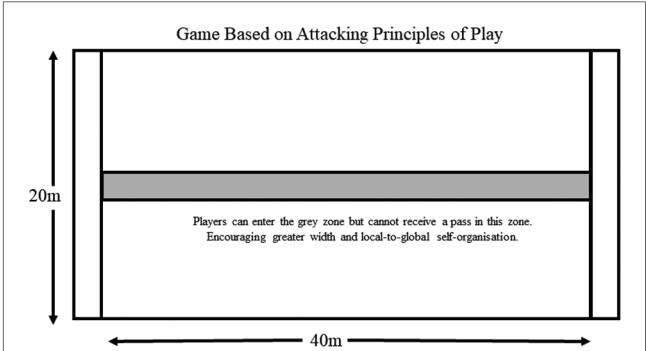 Game Based on Attacking Principles of Play
20m
Players can enter the grey zone but cannot receive a pass in this zone.
Encouraging greater width and local-to-global self-organisation.
40m